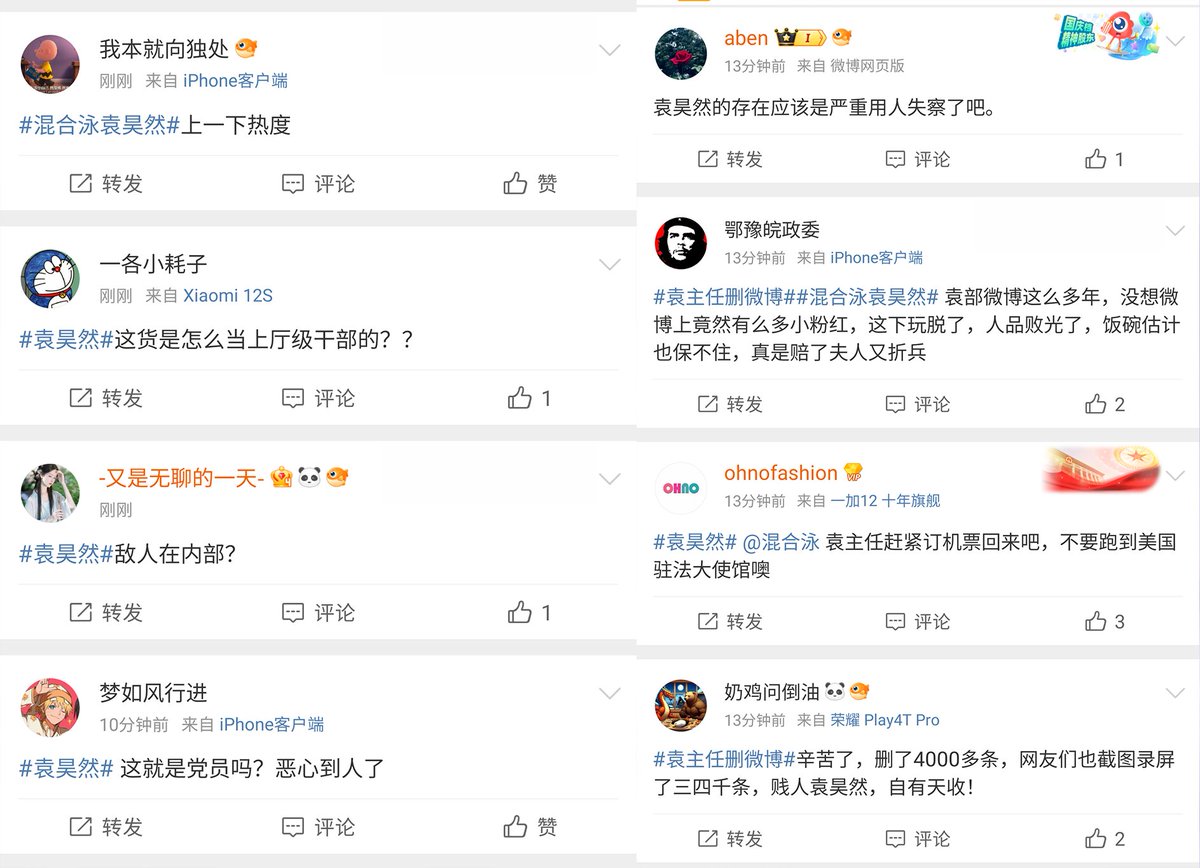 我本就向独处
刚刚 来自 iPhone客户端
#混合泳袁昊然#上一下热度
转发 评论 赞
一各小耗子
刚刚 来自 Xiaomi 12S
#袁昊然#这货是怎么当上厅级干部的？？
转发 评论 1
-又是无聊的一天-
刚刚
#袁昊然#敌人在内部？
转发 评论 1
梦如风行进
10分钟前 来自 iPhone客户端
#袁昊然# 这就是党员吗？恶心到人了
转发 评论 赞
aben I
国庆档
精神股东
13分钟前 来自 微博网页版
袁昊然的存在应该是严重用人失察了吧。
转发 评论 1
鄂豫皖政委
13分钟前 来自 iPhone客户端
#袁主任删微博##混合泳袁昊然# 袁部微博这么多年，没想微
博上竟然有么多小粉红，这下玩脱了，人品败光了，饭碗估计
也保不住，真是赔了夫人又折兵
转发 评论 2
OHNO
ohnofashion
13分钟前 来自 一加12 十年旗舰
#袁昊然# @混合泳 袁主任赶紧订机票回来吧，不要跑到美国
驻法大使馆噢
转发 评论 3
奶鸡问倒油
13分钟前 来自 荣耀 Play4T Pro
#袁主任删微博#辛苦了，删了4000多条，网友们也截图录屏
了三四千条，贱人袁昊然，自有天收！
转发 评论 2